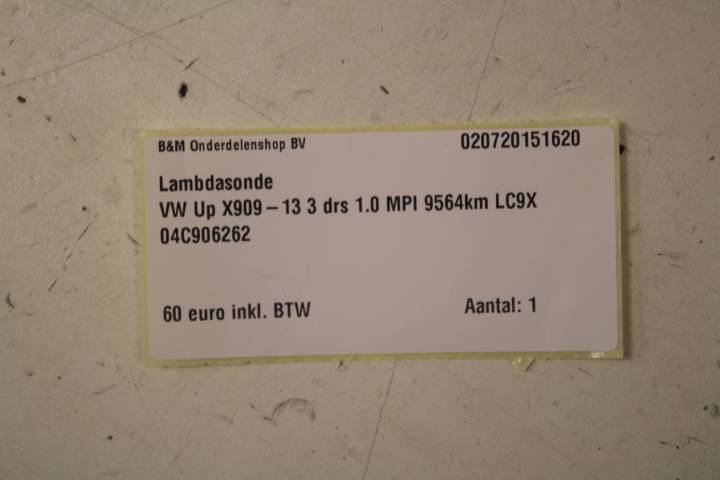 B&M Onderdelenshop BV 020720151620
Lambdasonde
VW Up X909-13 3 drs 1.0 MPI 9564km LC9X
04C906262
60 euro inkl. BTW Aantal: 1